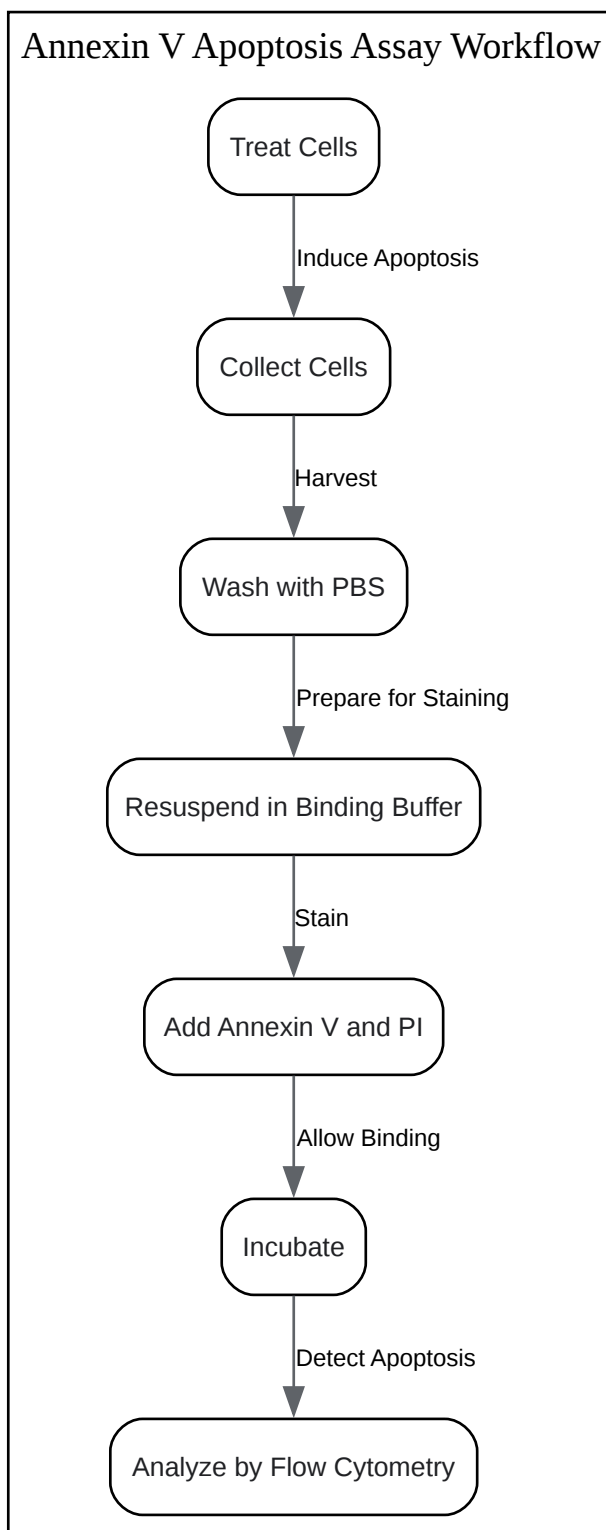 Annexin V Apoptosis Assay Workflow
Treat Cells
Induce Apoptosis
Collect Cells
Harvest
Wash with PBS
Prepare for Staining
Resuspend in Binding Buffer
Stain
Add Annexin V and PI
Allow Binding
Incubate
Detect Apoptosis
Analyze by Flow Cytometry